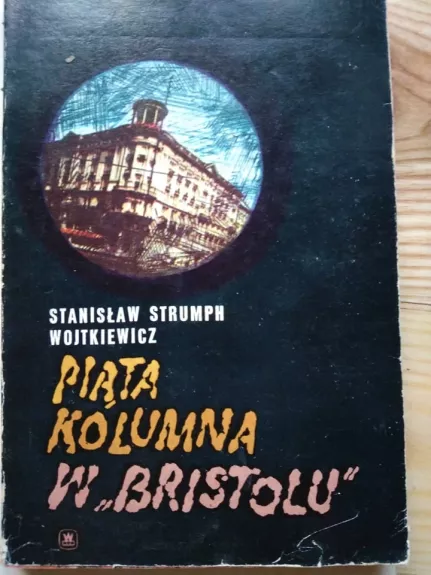 STANISŁAW STRUMPH
WOJTKIEWICZ
PIĄTA
KOLUMNA
W „BRISTOLU"